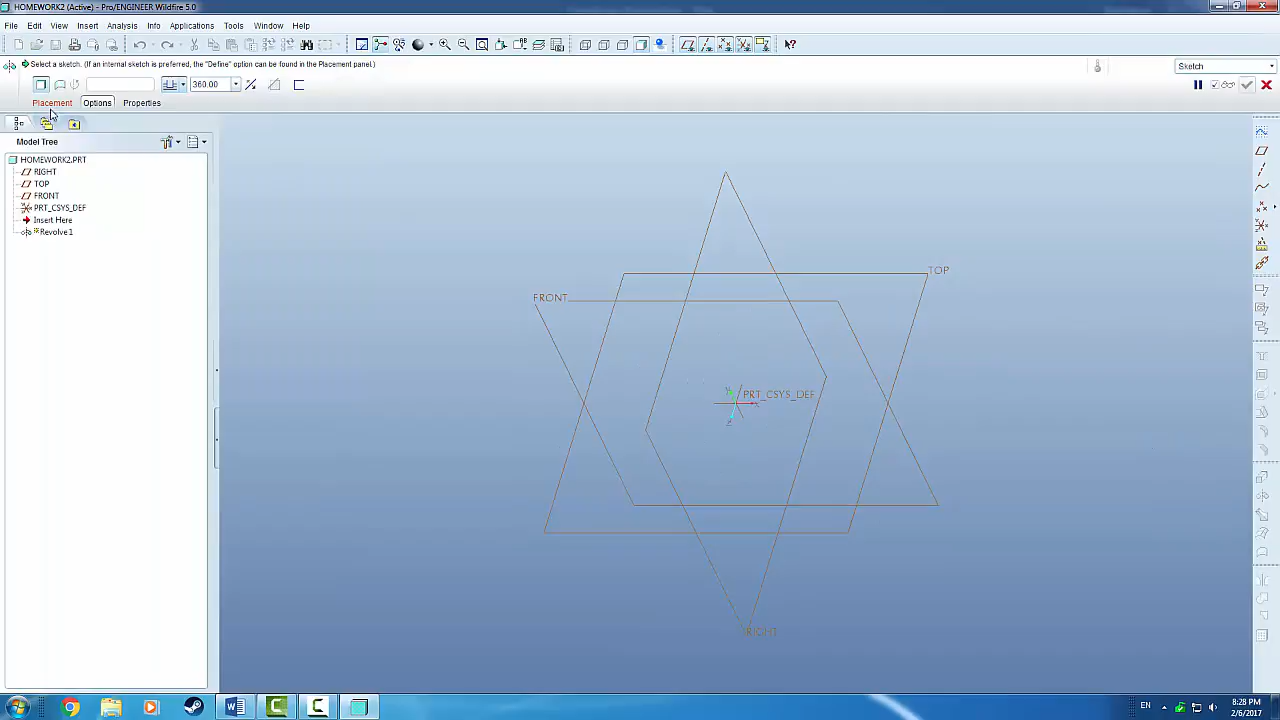 HOMEWORK2 (Active) - Pro/ENGINEER Wildfire 5.0
File Edit View Insert Analysis Info Applications Tools Window Help
Select a sketch. (If an internal sketch is preferred, the "Define" option can be found in the Placement panel.)
Sketch
360.00
Placement Options Properties
Model Tree
HOMEWORK2.PRT
RIGHT
TOP
FRONT
PRT_CSYS_DEF
Insert Here
Revolve 1
TOP
FRONT
PRT_CSYS_DEF
Y
X
Z
RIGHT
EN
8:28 PM
2/6/2017